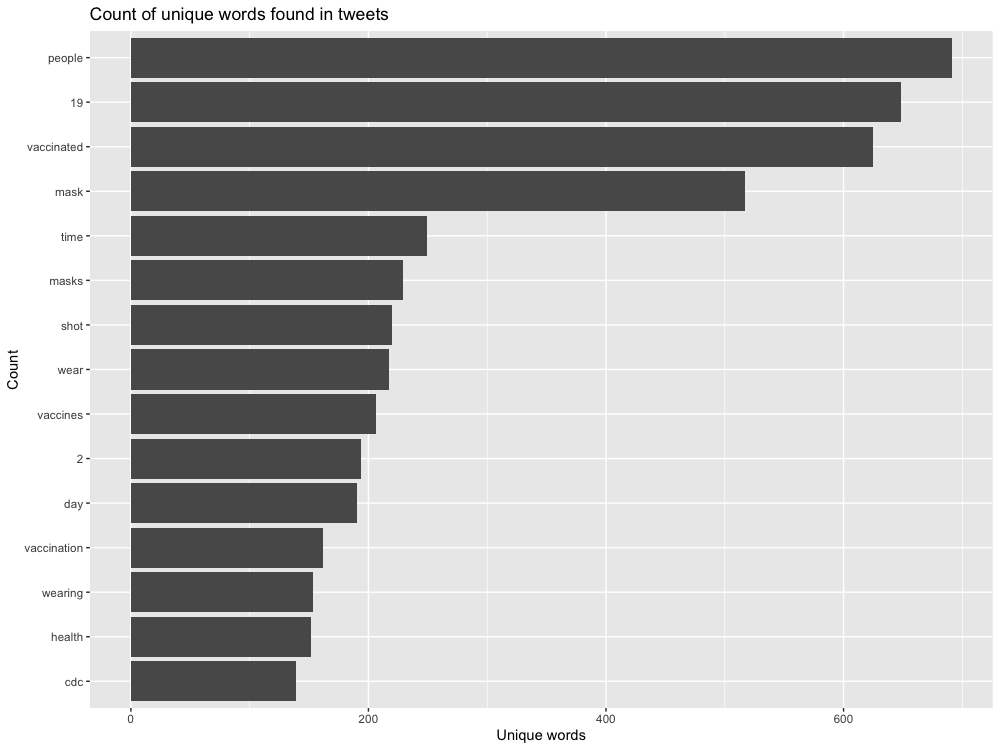 Count of unique words found in tweets
people
19
vaccinated
mask
time
masks
shot
wear
vaccines
2
day
vaccination
wearing
health
cdc
Count
0 200 400 600
Unique words